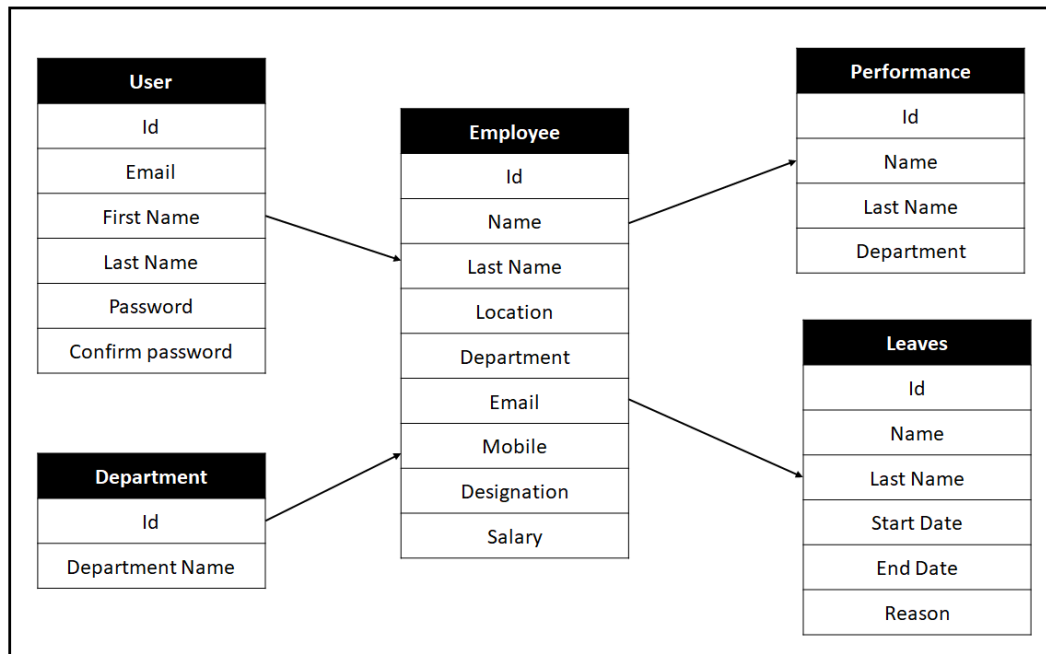 User
Id
Email
First Name
Last Name
Password
Confirm password
Department
Id
Department Name
Employee
Id
Name
Last Name
Location
Department
Email
Mobile
Designation
Salary
Performance
Id
Name
Last Name
Department
Leaves
Id
Name
Last Name
Start Date
End Date
Reason